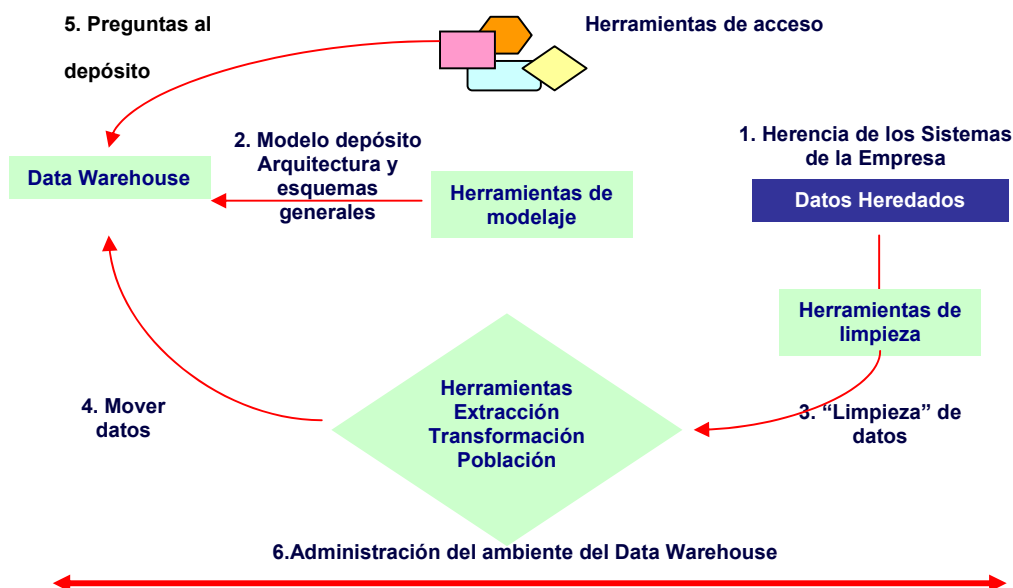 5. Preguntas al
depósito
Herramientas de acceso
1. Herencia de los Sistemas
de la Empresa
2. Modelo depósito
Arquitectura y
esquemas
generales
Data Warehouse
Herramientas de
modelaje
Datos Heredados
Herramientas de
limpieza
Herramientas
Extracción
Transformación
Población
4. Mover
datos
3. “Limpieza” de
datos
6.Administración del ambiente del Data Warehouse